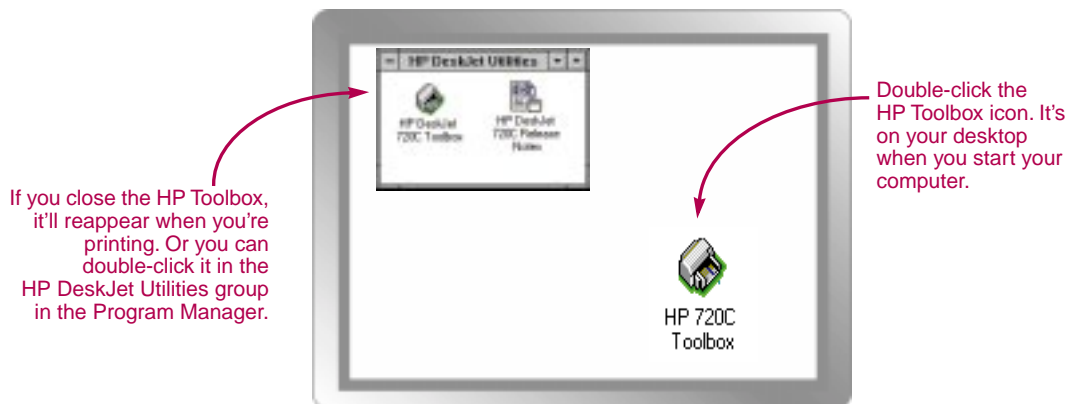 HP DeskJet Utilities
HP DeskJet
720C Toolbox
HP DeskJet
720C Release
Notes
If you close the HP Toolbox,
it’ll reappear when you’re
printing. Or you can
double-click it in the
HP DeskJet Utilities group
in the Program Manager.
Double-click the
HP Toolbox icon. It’s
on your desktop
when you start your
computer.
HP 720C
Toolbox